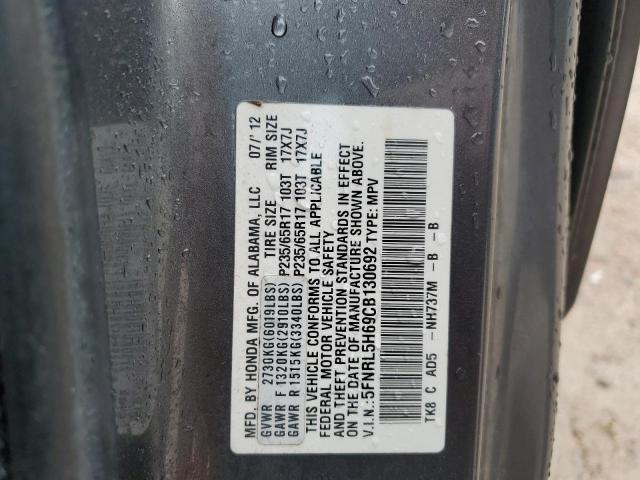 MFD. BY HONDA MFG. OF ALABAMA, LLC 07/'12
GVWR 2730KG(6019LBS) TIRE SIZE RIM SIZE
GAWR F 1320KG(2910LBS) P235/65R17 103T 17X7J
GAWR R 1515KG(3340LBS) P235/65R17 103T 17X7J
THIS VEHICLE CONFORMS TO ALL APPLICABLE
FEDERAL MOTOR VEHICLE SAFETY
AND THEFT PREVENTION STANDARDS IN EFFECT
ON THE DATE OF MANUFACTURE SHOWN ABOVE.
V.I.N.:5FNRL5H69CB130692 TYPE: MPV
TK8 C AD5 - NH737M - B - B